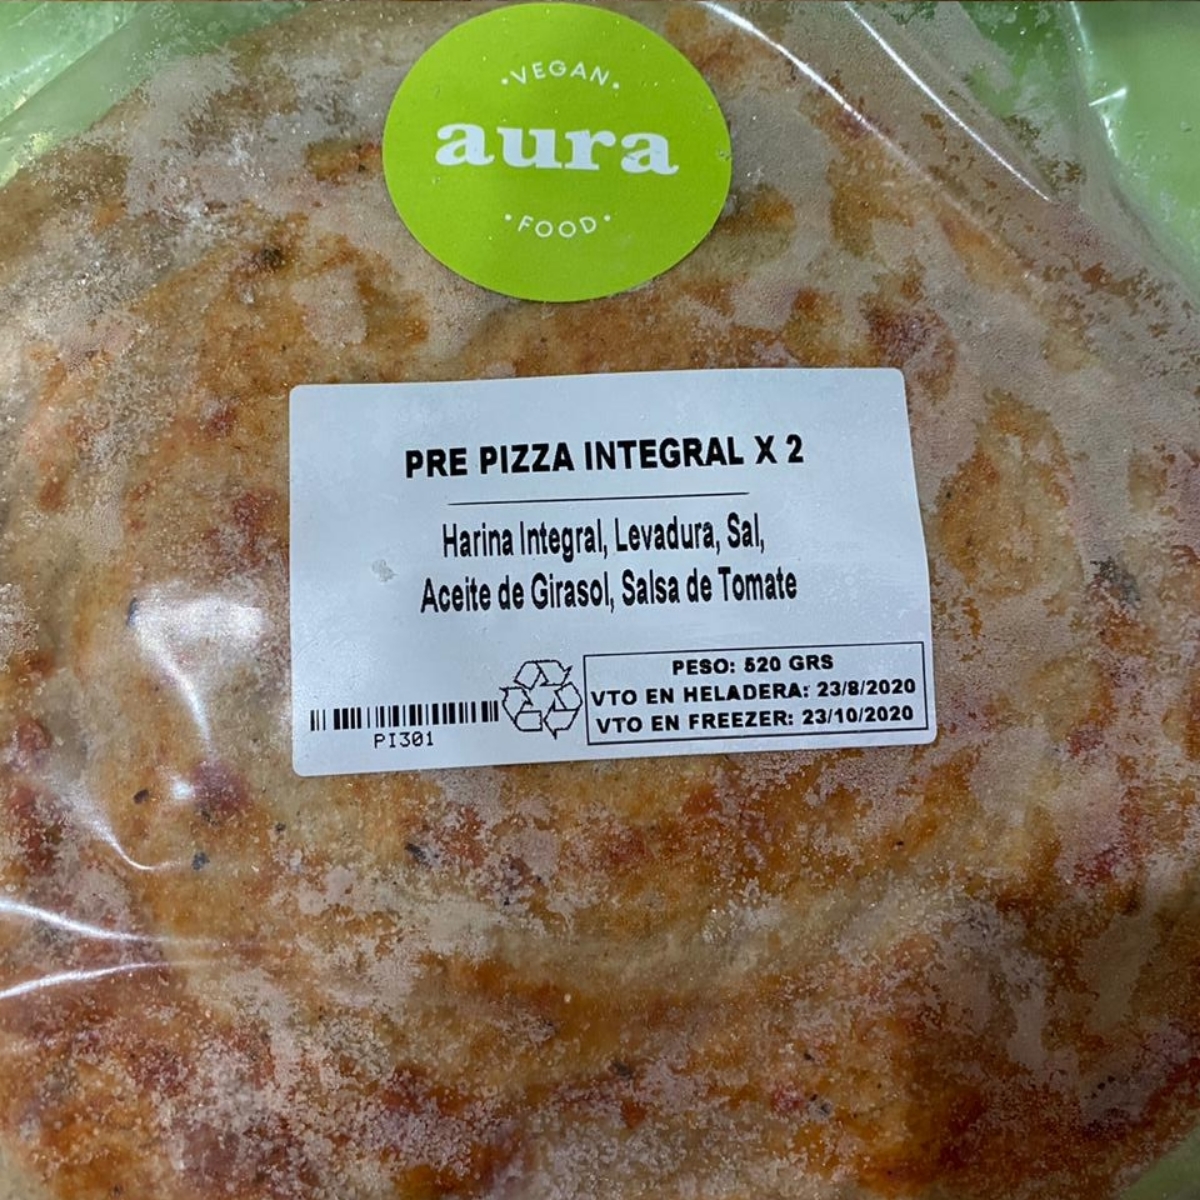 ·VEGAN·
aura
·FOOD·
PRE PIZZA INTEGRAL X 2
Harina Integral, Levadura, Sal,
Aceite de Girasol, Salsa de Tomate
PESO: 520 GRS
VTO EN HELADERA: 23/8/2020
VTO EN FREEZER: 23/10/2020
PI301